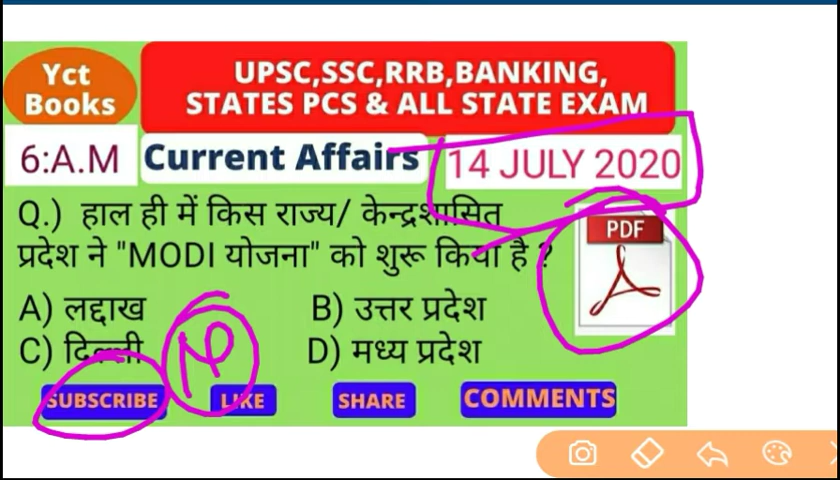 Yct
Books
UPSC,SSC,RRB,BANKING,
STATES PCS & ALL STATE EXAM
6:A.M
Current Affairs
14 JULY 2020
Q.) हाल ही में किस राज्य/ केन्द्रशासित
प्रदेश ने "MODI योजना" को शुरू किया है ?
PDF
A) लद्दाख
B) उत्तर प्रदेश
C) दिल्ली
D) मध्य प्रदेश
SUBSCRIBE
LIKE
SHARE
COMMENTS